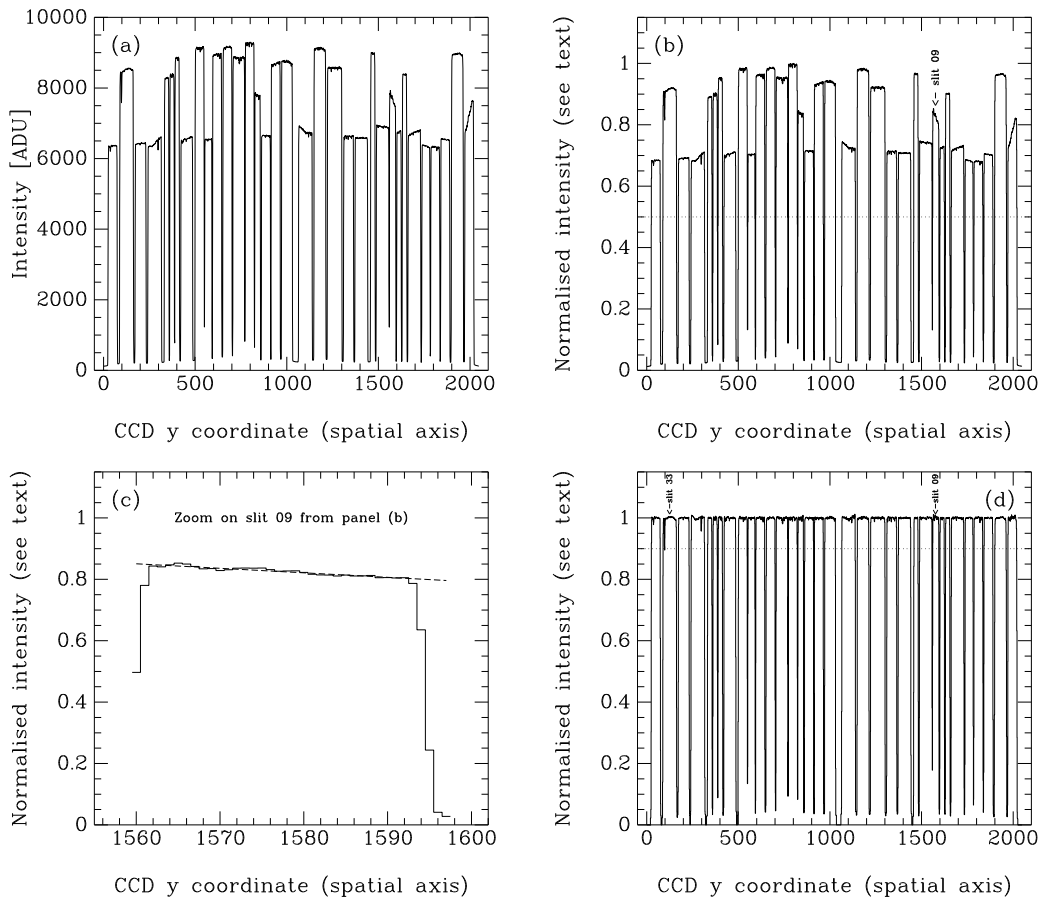 (a)
10000
8000
6000
4000
2000
0
Intensity [ADU]
0 500 1000 1500 2000
CCD y coordinate (spatial axis)
(b)
<- slit 09
1
0.8
0.6
0.4
0.2
0
Normalised intensity (see text)
0 500 1000 1500 2000
CCD y coordinate (spatial axis)
(c)
Zoom on slit 09 from panel (b)
1
0.8
0.6
0.4
0.2
0
Normalised intensity (see text)
1560 1570 1580 1590 1600
CCD y coordinate (spatial axis)
<-slit 33
<-slit 09
(d)
1
0.8
0.6
0.4
0.2
0
Normalised intensity (see text)
0 500 1000 1500 2000
CCD y coordinate (spatial axis)